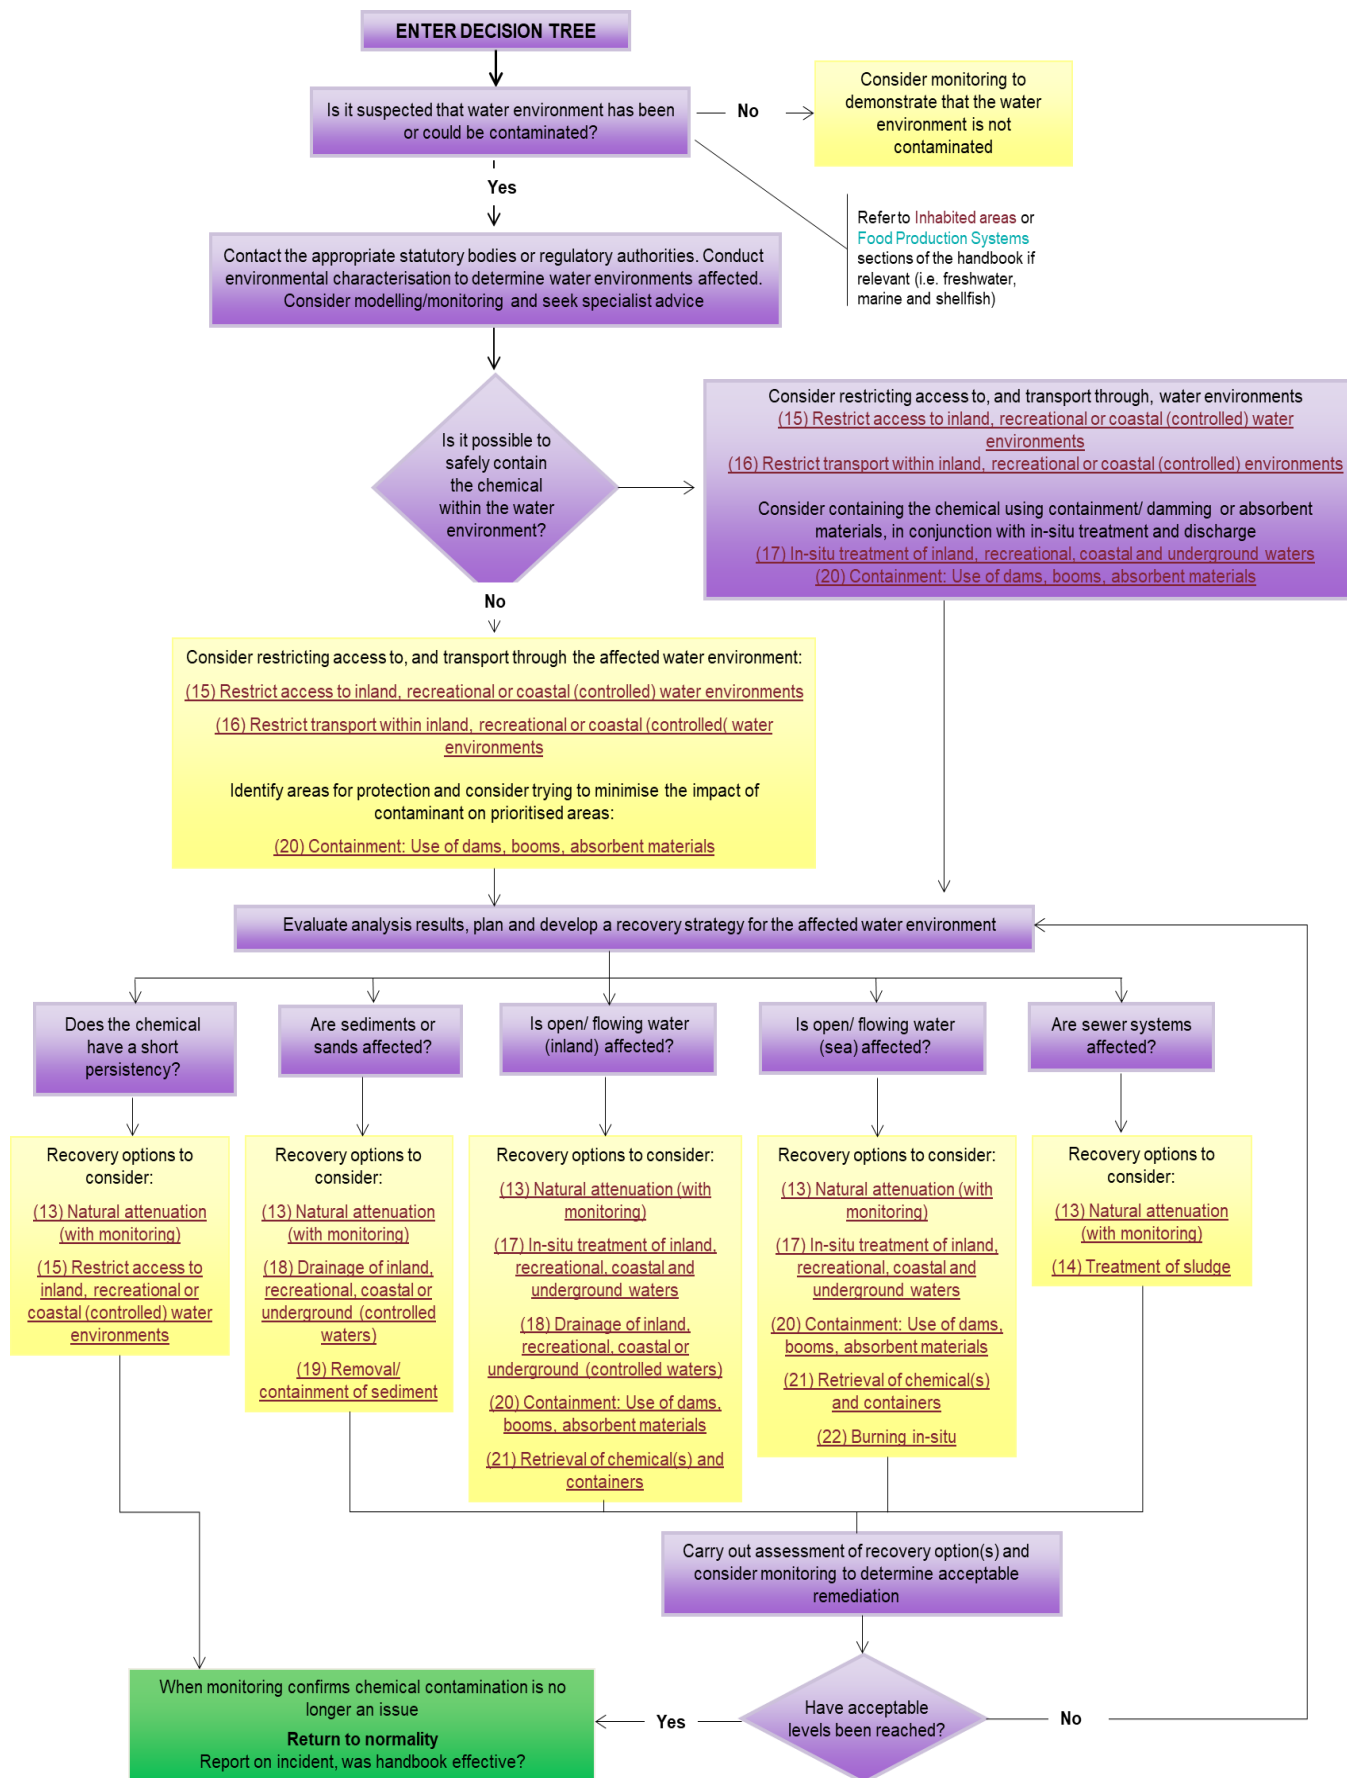 ENTER DECISION TREE
Is it suspected that water environment has been
or could be contaminated?
No
Consider monitoring to
demonstrate that the water
environment is not
contaminated
Yes
Refer to Inhabited areas or
Food Production Systems
sections of the handbook if
relevant (i.e. freshwater,
marine and shellfish)
Contact the appropriate statutory bodies or regulatory authorities. Conduct
environmental characterisation to determine water environments affected.
Consider modelling/monitoring and seek specialist advice
Is it possible to
safely contain
the chemical
within the water
environment?
Consider restricting access to, and transport through, water environments
(15) Restrict access to inland, recreational or coastal (controlled) water
environments
(16) Restrict transport within inland, recreational or coastal (controlled) environments
Consider containing the chemical using containment/ damming or absorbent
materials, in conjunction with in-situ treatment and discharge
(17) In-situ treatment of inland, recreational, coastal and underground waters
(20) Containment: Use of dams, booms, absorbent materials
No
Consider restricting access to, and transport through the affected water environment:
(15) Restrict access to inland, recreational or coastal (controlled) water environments
(16) Restrict transport within inland, recreational or coastal (controlled( water
environments
Identify areas for protection and consider trying to minimise the impact of
contaminant on prioritised areas:
(20) Containment: Use of dams, booms, absorbent materials
Evaluate analysis results, plan and develop a recovery strategy for the affected water environment
Does the chemical
have a short
persistency?
Are sediments or
sands affected?
Is open/ flowing water
(inland) affected?
Is open/ flowing water
(sea) affected?
Are sewer systems
affected?
Recovery options to
consider:
(13) Natural attenuation
(with monitoring)
(15) Restrict access to
inland, recreational or
coastal (controlled) water
environments
Recovery options to
consider:
(13) Natural attenuation
(with monitoring)
(18) Drainage of inland,
recreational, coastal or
underground (controlled
waters)
(19) Removal/
containment of sediment
Recovery options to consider:
(13) Natural attenuation (with
monitoring)
(17) In-situ treatment of inland,
recreational, coastal and
underground waters
(18) Drainage of inland,
recreational, coastal or
underground (controlled waters)
(20) Containment: Use of dams,
booms, absorbent materials
(21) Retrieval of chemical(s) and
containers
Recovery options to consider:
(13) Natural attenuation (with
monitoring)
(17) In-situ treatment of inland,
recreational, coastal and
underground waters
(20) Containment: Use of dams,
booms, absorbent materials
(21) Retrieval of chemical(s)
and containers
(22) Burning in-situ
Recovery options to
consider:
(13) Natural attenuation
(with monitoring)
(14) Treatment of sludge
Carry out assessment of recovery option(s) and
consider monitoring to determine acceptable
remediation
Have acceptable
levels been reached?
No
Yes
When monitoring confirms chemical contamination is no
longer an issue
Return to normality
Report on incident, was handbook effective?